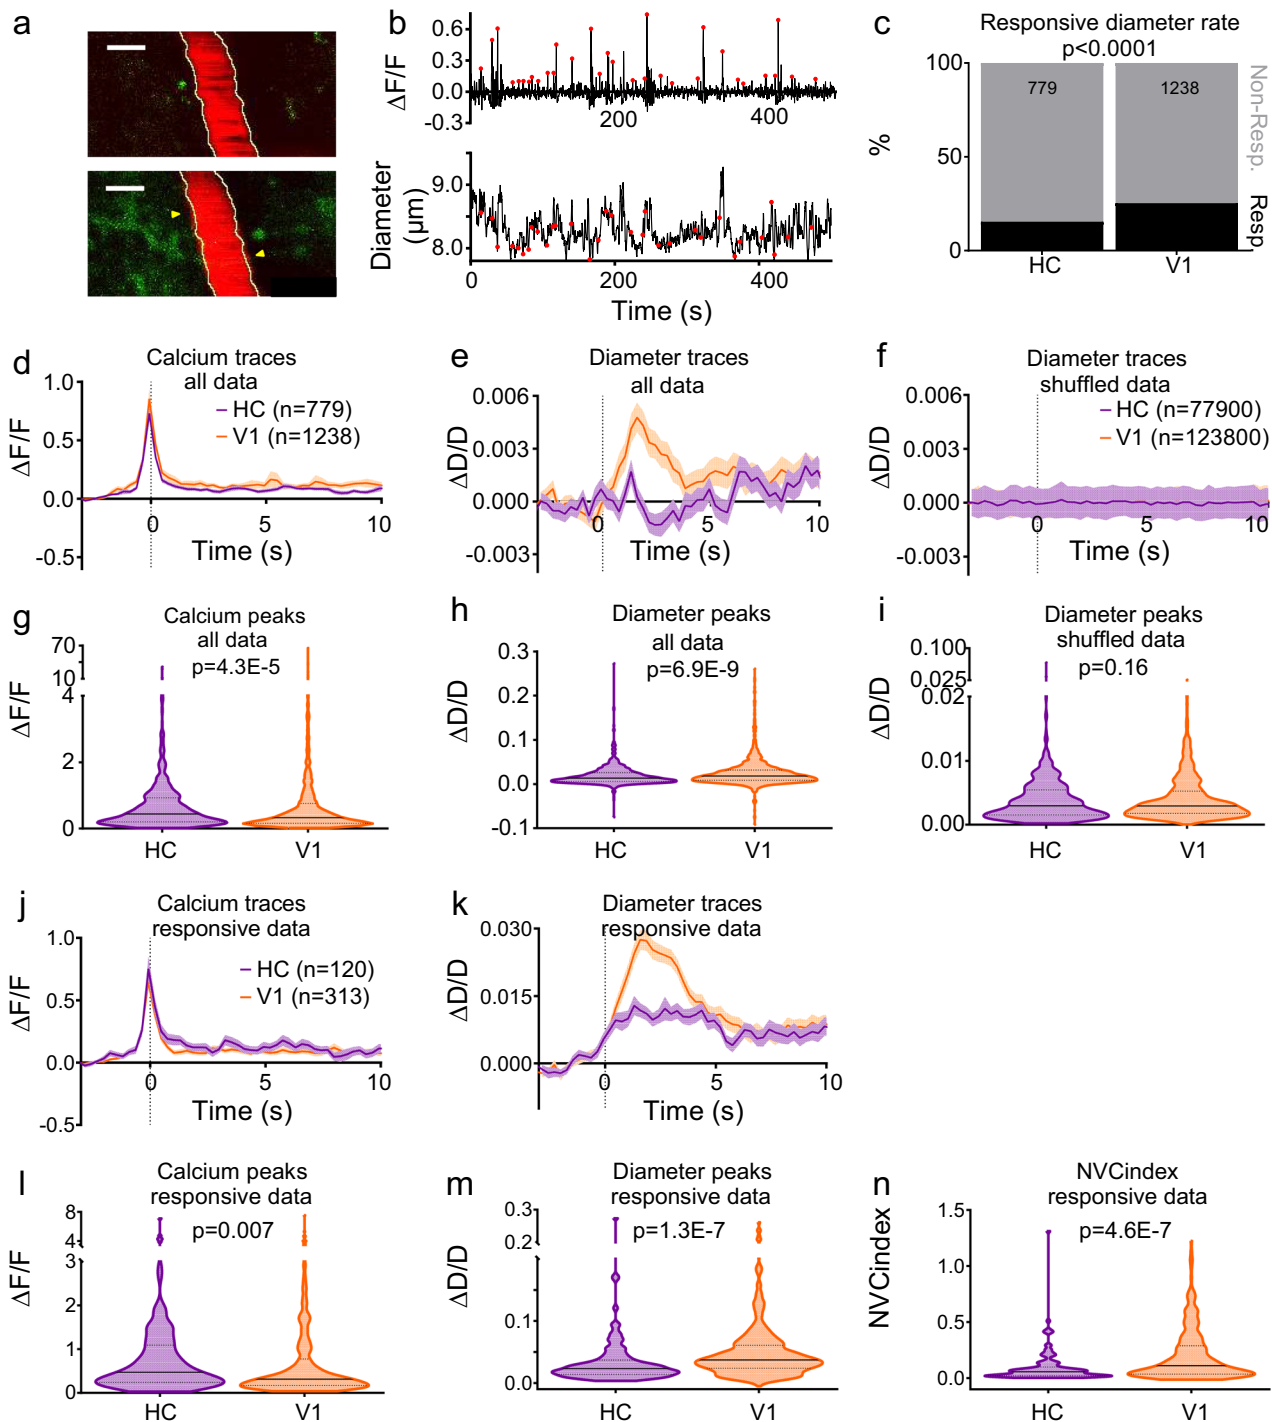 a
b
ΔF/F
0.6
0.3
0.0
-0.3
200
400
Diameter
(µm)
9.0
8.0
0
200
400
Time (s)
c
Responsive diameter rate
p<0.0001
%
100
50
0
779
1238
HC
V1
Non-Resp.
Resp
d
Calcium traces
all data
ΔF/F
1.0
0.5
0.0
-0.5
HC (n=779)
V1 (n=1238)
0
5
10
Time (s)
e
Diameter traces
all data
ΔD/D
0.006
0.003
0.000
-0.003
0
5
10
Time (s)
f
Diameter traces
shuffled data
ΔD/D
0.006
0.003
0.000
-0.003
HC (n=77900)
V1 (n=123800)
0
5
10
Time (s)
g
Calcium peaks
all data
p=4.3E-5
ΔF/F
70
10
4
2
0
HC
V1
h
Diameter peaks
all data
p=6.9E-9
ΔD/D
0.3
0.2
0.1
0.0
-0.1
HC
V1
i
Diameter peaks
shuffled data
p=0.16
ΔD/D
0.100
0.025
0.02
0.01
0.00
HC
V1
j
Calcium traces
responsive data
ΔF/F
1.0
0.5
0.0
-0.5
HC (n=120)
V1 (n=313)
0
5
10
Time (s)
k
Diameter traces
responsive data
ΔD/D
0.030
0.015
0.000
0
5
10
Time (s)
l
Calcium peaks
responsive data
p=0.007
ΔF/F
8
4
3
2
1
0
HC
V1
m
Diameter peaks
responsive data
p=1.3E-7
ΔD/D
0.3
0.2
0.1
0.0
HC
V1
n
NVCindex
responsive data
p=4.6E-7
NVCindex
1.5
1.0
0.5
0.0
HC
V1